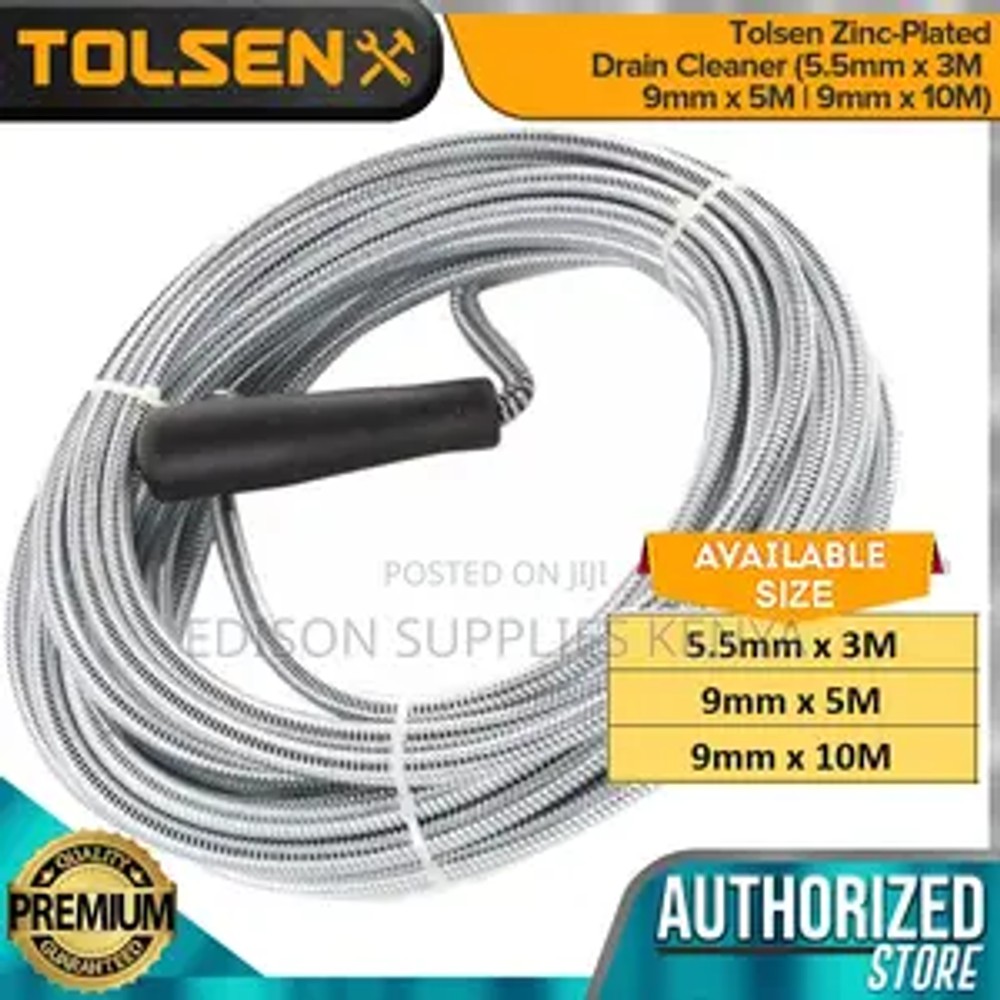 TOLSEN
Tolsen Zinc-Plated
Drain Cleaner (5.5mm x 3M
9mm x 5M | 9mm x 10M)
POSTED ON JIJI
EDISON SUPPLIES KENYA
AVAILABLE
SIZE
5.5mm x 3M
9mm x 5M
9mm x 10M
QUALITY
PREMIUM
GUARANTEED
AUTHORIZED
STORE